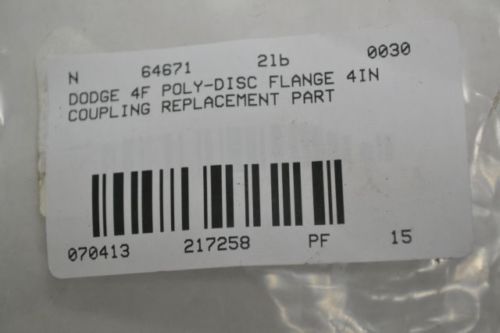 N 64671 21b 0030
DODGE 4F POLY-DISC FLANGE 4IN
COUPLING REPLACEMENT PART
070413 217258 PF 15